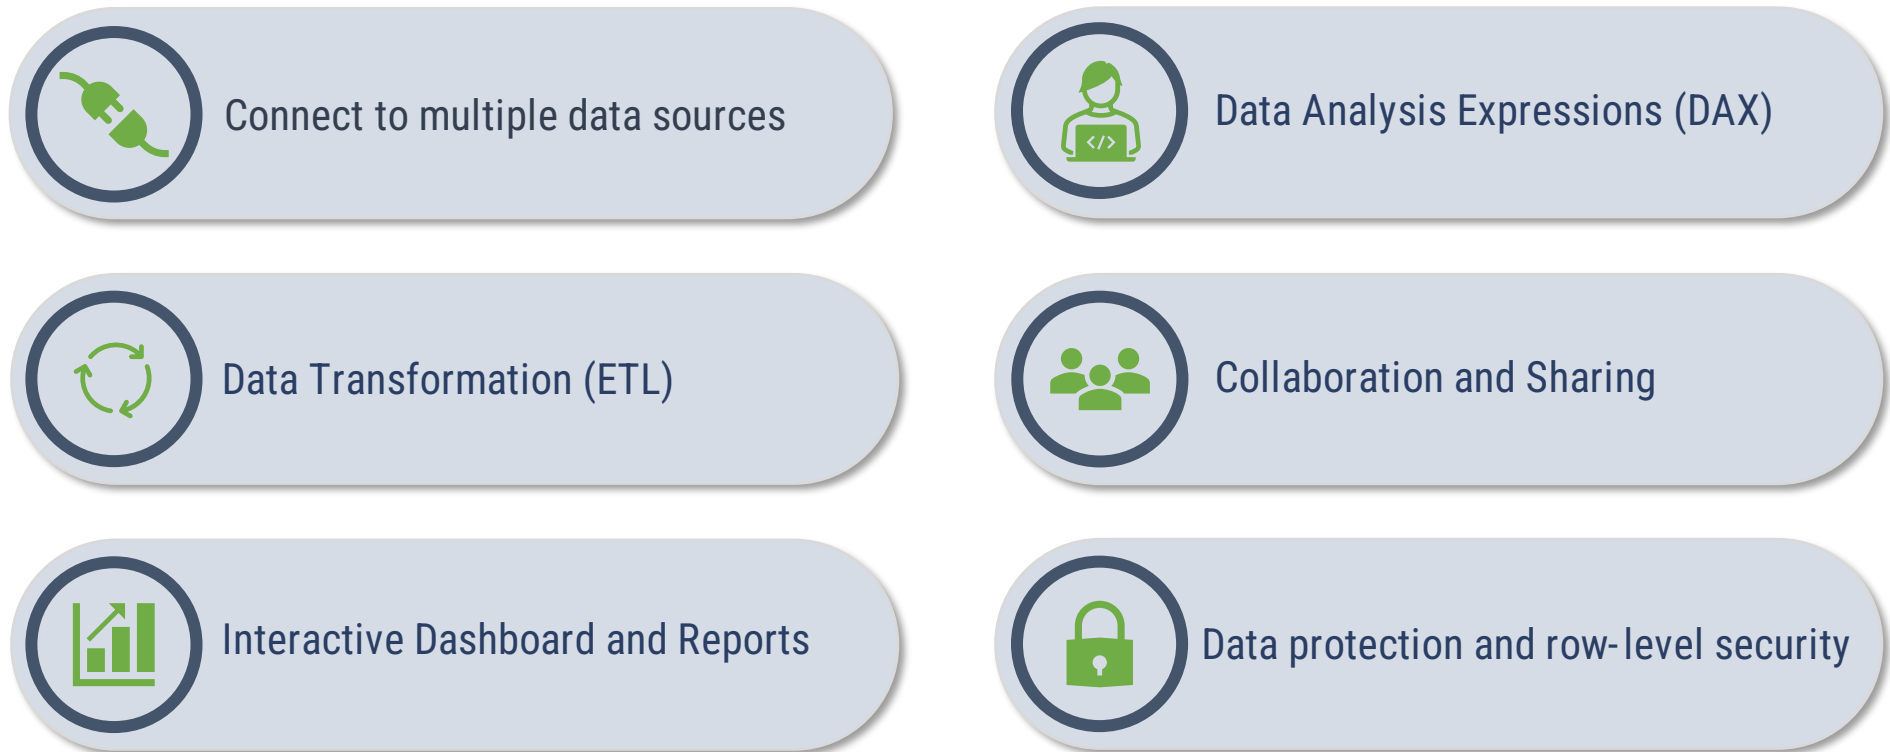 Connect to multiple data sources
Data Transformation (ETL)
Interactive Dashboard and Reports
Data Analysis Expressions (DAX)
</>
Collaboration and Sharing
Data protection and row-level security